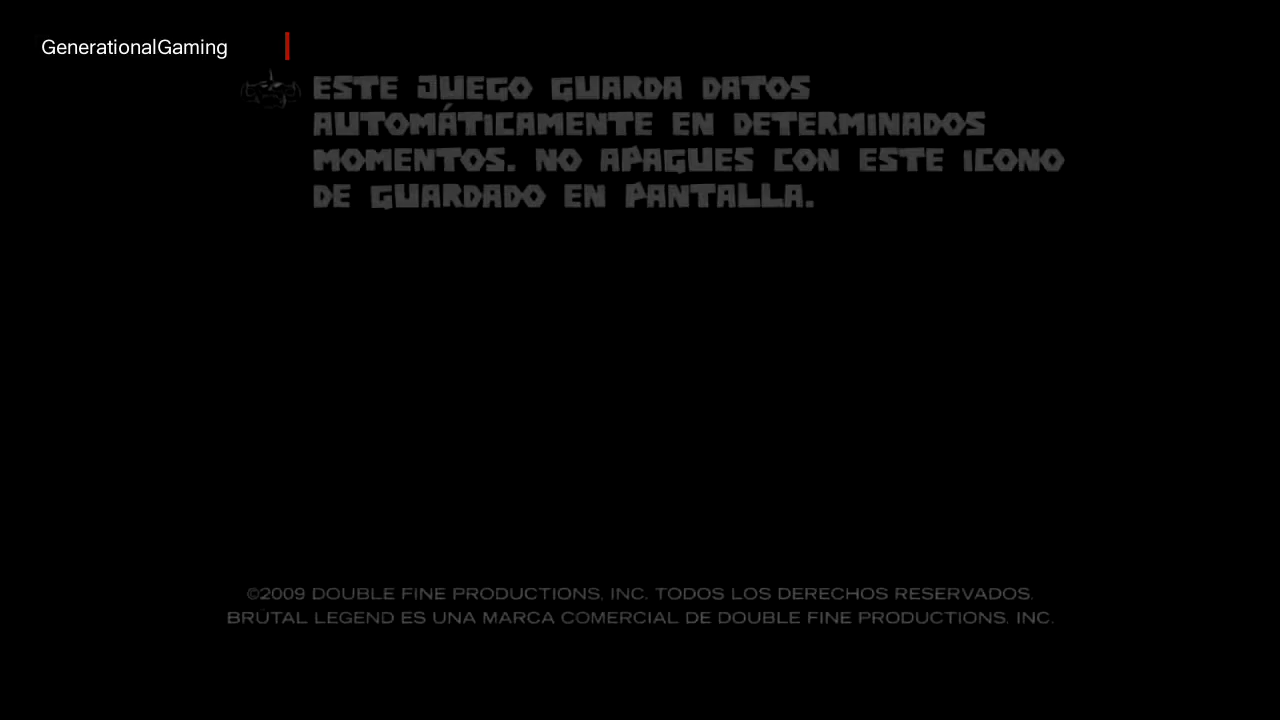 GenerationalGaming
ESTE JUEGO GUARDA DATOS
AUTOMÁTICAMENTE EN DETERMINADOS
MOMENTOS. NO APAGUES CON ESTE ICONO
DE GUARDADO EN PANTALLA.
©2009 DOUBLE FINE PRODUCTIONS, INC. TODOS LOS DERECHOS RESERVADOS.
BRÜTAL LEGEND ES UNA MARCA COMERCIAL DE DOUBLE FINE PRODUCTIONS, INC.